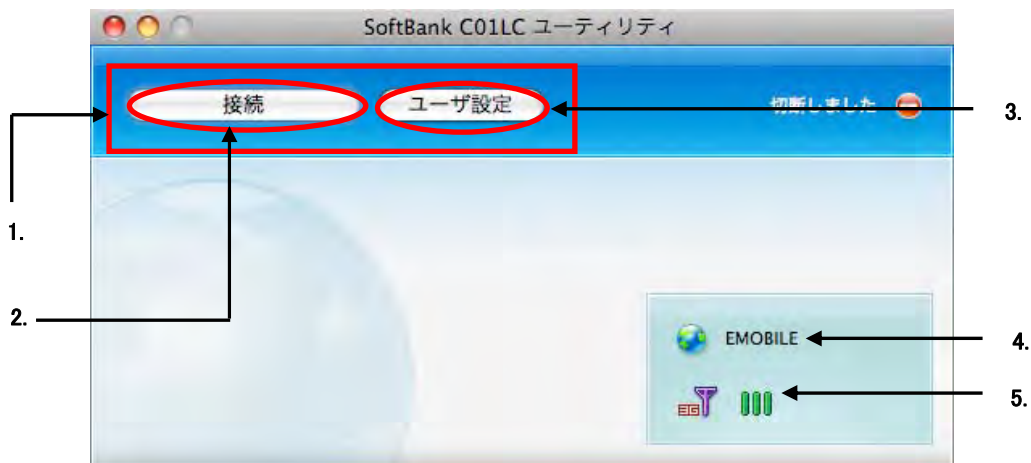 SoftBank C01LC ユーティリティ
接続
ユーザ設定
切断しました
3.
1.
2.
EMOBILE
4.
3G
5.